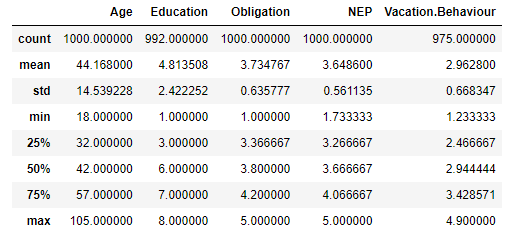 Age Education Obligation NEP Vacation.Behaviour
count 1000.000000 992.000000 1000.000000 1000.000000 975.000000
mean 44.168000 4.813508 3.734767 3.648600 2.962800
std 14.539228 2.422252 0.635777 0.561135 0.668347
min 18.000000 1.000000 1.000000 1.733333 1.233333
25% 32.000000 3.000000 3.366667 3.266667 2.466667
50% 42.000000 6.000000 3.800000 3.666667 2.944444
75% 57.000000 7.000000 4.200000 4.066667 3.428571
max 105.000000 8.000000 5.000000 5.000000 4.900000